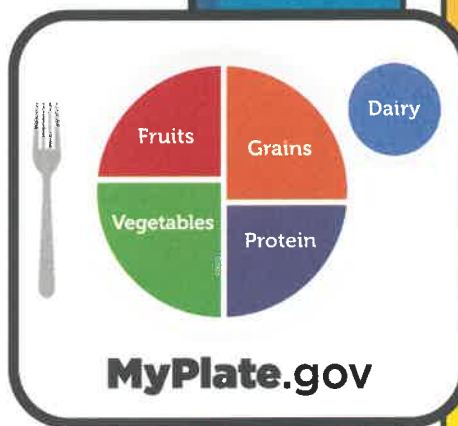 Fruits
Grains
Dairy
Vegetables
Protein
MyPlate.gov